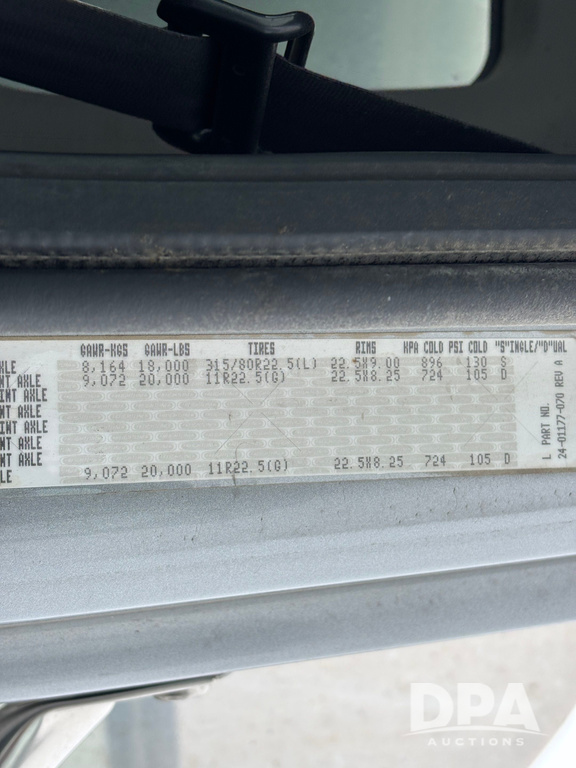 GAWR-KGS GAWR-LBS TIRES RIMS KPA COLD PSI COLD "S"INGLE/"D"UAL
XLE 8,164 18,000 315/80R22.5(L) 22.5X9.00 896 130 S
NT AXLE 9,072 20,000 11R22.5(G) 22.5X8.25 724 105 D
INT AXLE
INT AXLE
NT AXLE
NT AXLE
LE 9,072 20,000 11R22.5(G) 22.5X8.25 724 105 D
L PART NO.
24-01177-070 REV A
DPA
AUCTIONS